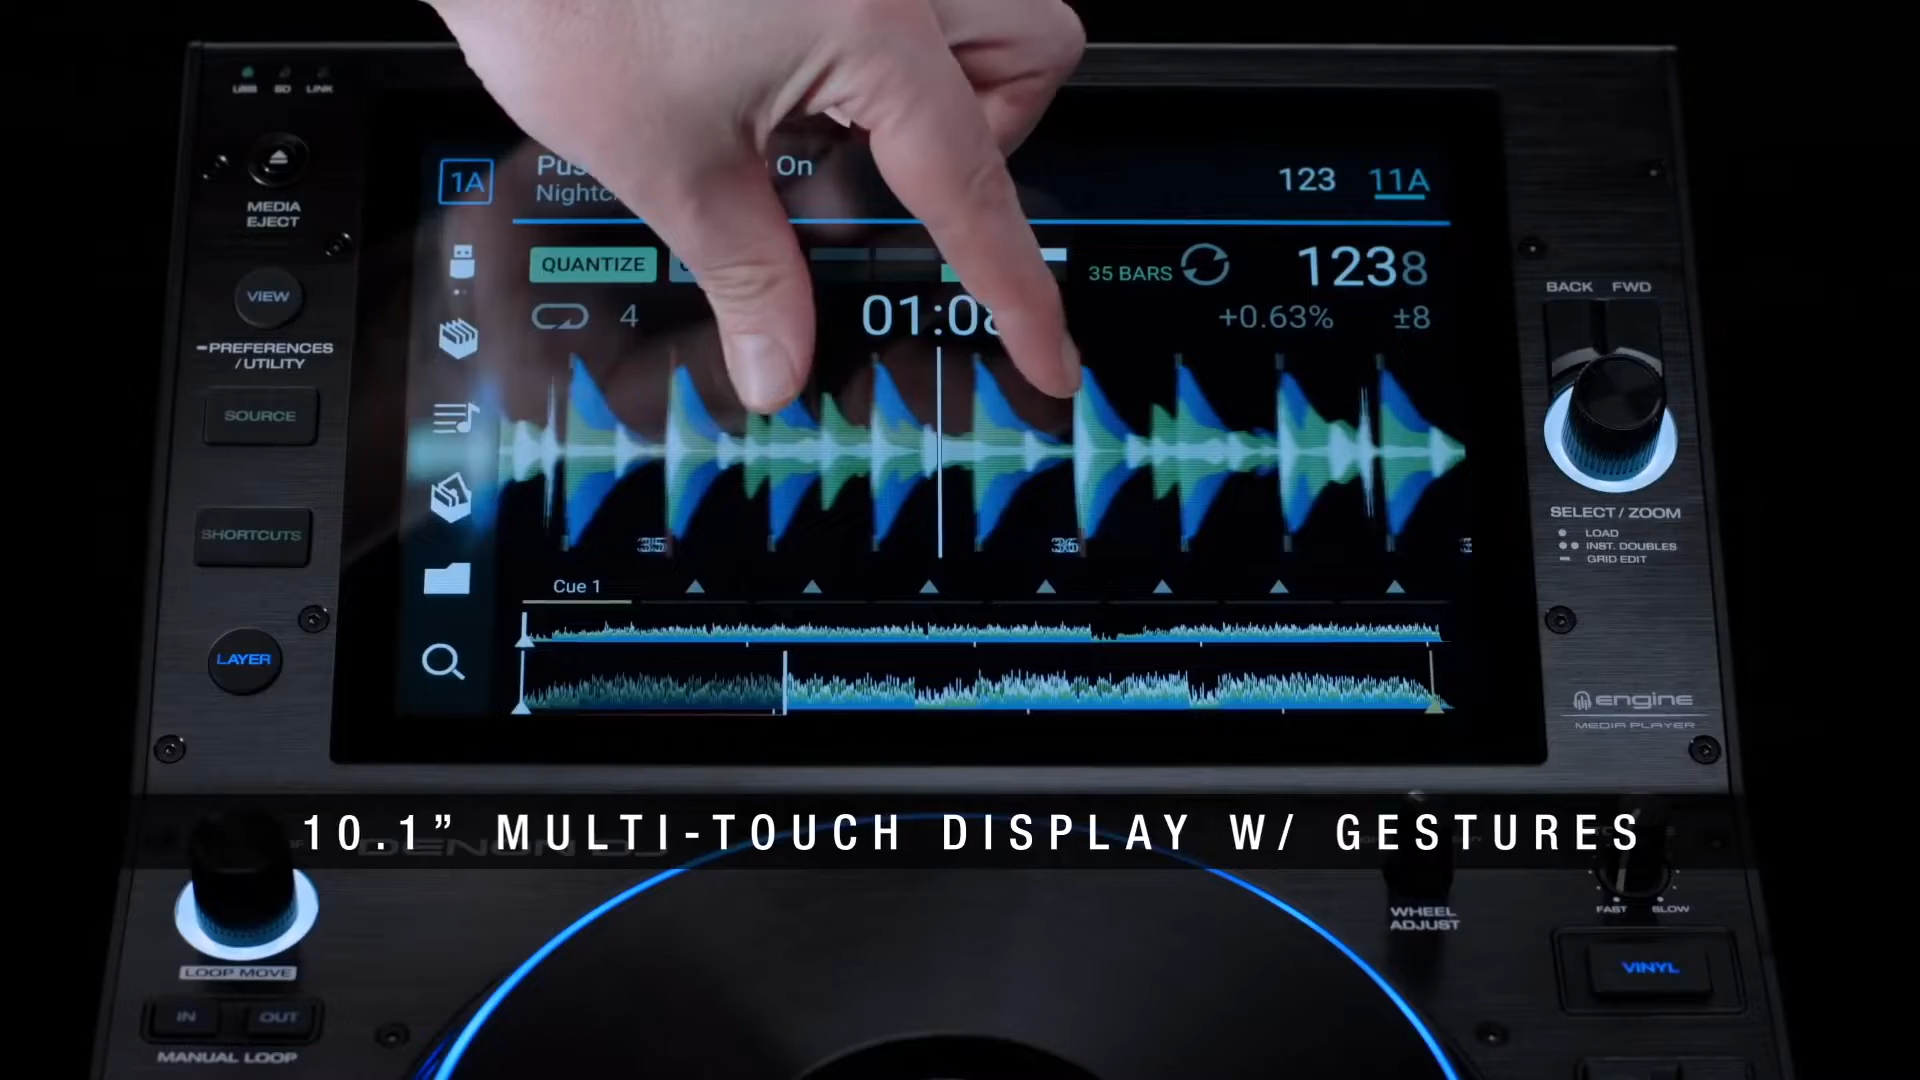 USB SD LINK
MEDIA
EJECT
VIEW
PREFERENCES
/UTILITY
SOURCE
SHORTCUTS
LAYER
1A
On
123 11A
QUANTIZE
35 BARS
1238
4
+0.63% ±8
35 36
Cue 1
BACK FWD
SELECT / ZOOM
LOAD
INST. DOUBLES
GRID EDIT
engine
MEDIA PLAYER
10.1” MULTI-TOUCH DISPLAY W/ GESTURES
DENON DJ
LOOP MOVE
IN OUT
MANUAL LOOP
WHEEL
ADJUST
FAST SLOW
VINYL